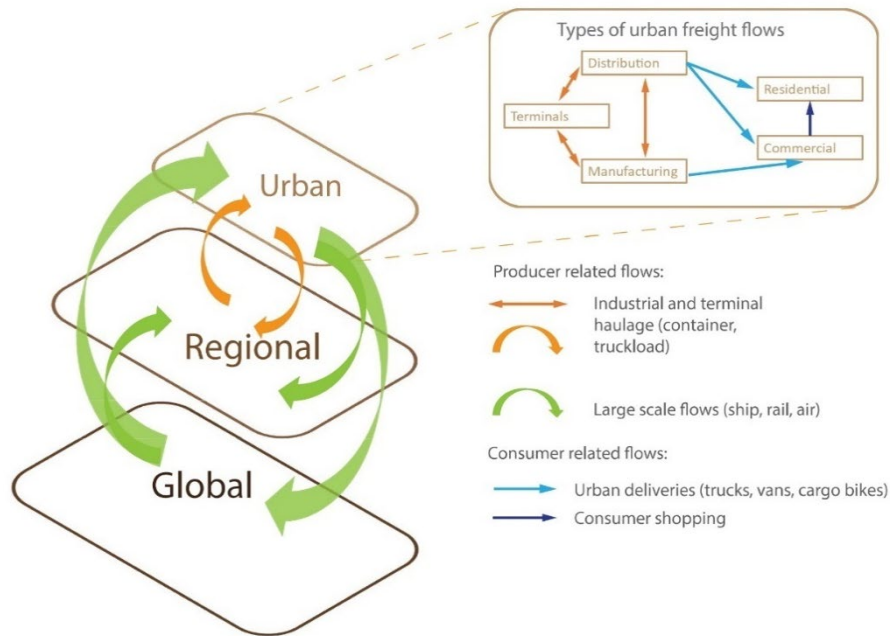 Types of urban freight flows
Distribution
Residential
Terminals
Commercial
Manufacturing
Urban
Regional
Global
Producer related flows:
Industrial and terminal
haulage (container,
truckload)
Large scale flows (ship, rail, air)
Consumer related flows:
Urban deliveries (trucks, vans, cargo bikes)
Consumer shopping